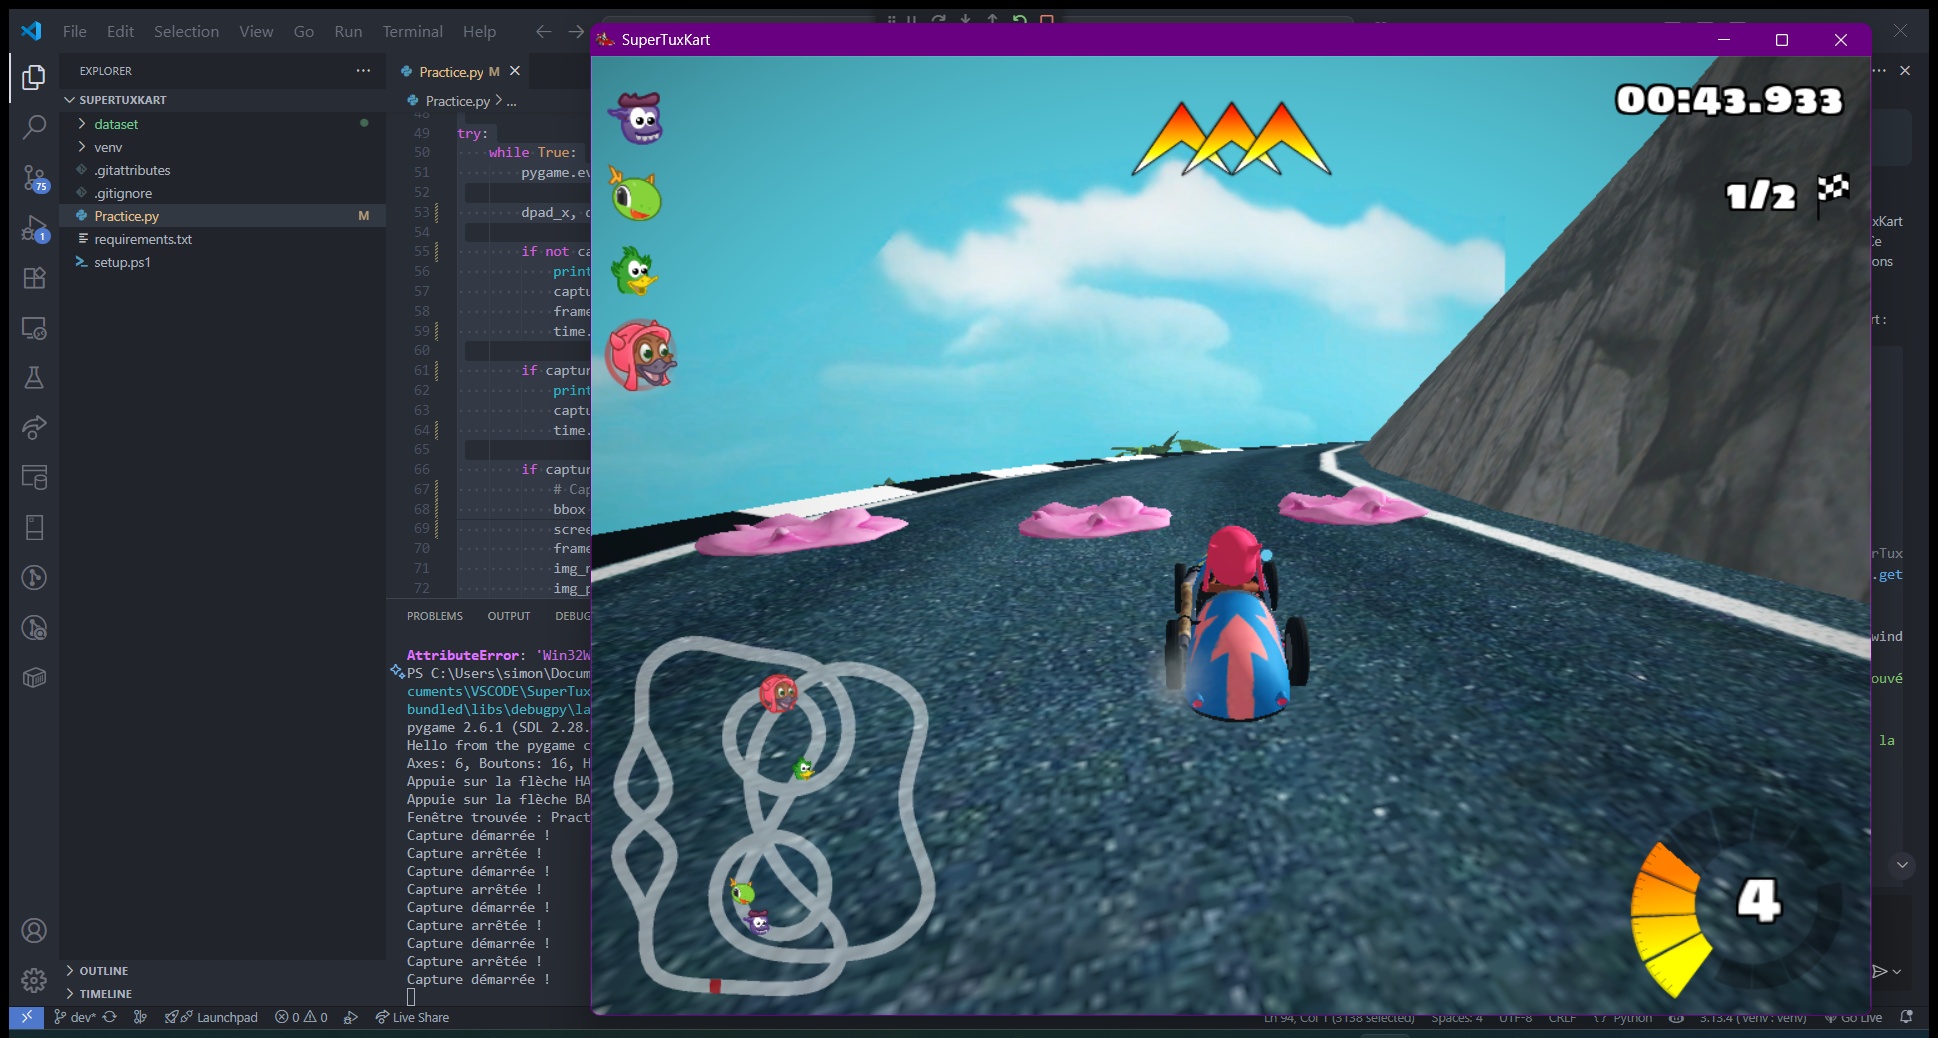 File Edit Selection View Go Run Terminal Help
SuperTuxKart
EXPLORER
SUPERTUXKART
dataset
venv
.gitattributes
.gitignore
Practice.py M
requirements.txt
setup.ps1
OUTLINE
TIMELINE
75
1
Practice.py M
Practice.py > ...
48
49 try:
50 while True:
51 pygame.ev
52
53 dpad_x, d
54
55 if not ca
56 print
57 captu
58 frame
59 time.
60
61 if captur
62 print
63 captu
64 time.
65
66 if captur
67 # Cap
68 bbox
69 scree
70 frame
71 img_r
72 img_p
PROBLEMS OUTPUT DEBUG
AttributeError: 'Win32W
PS C:\Users\simon\Docum
cuments\VSCODE\SuperTux
bundled\libs\debugpy\la
pygame 2.6.1 (SDL 2.28.
Hello from the pygame c
Axes: 6, Boutons: 16, H
Appuie sur la flèche HA
Appuie sur la flèche BA
Fenêtre trouvée : Pract
Capture démarrée !
Capture arrêtée !
Capture démarrée !
Capture arrêtée !
Capture démarrée !
Capture arrêtée !
Capture démarrée !
Capture arrêtée !
Capture démarrée !
00:43.933
1/2
4
xKart
ions
rt:
rTux
.get
wind
ouvé
la
dev* Launchpad 0 0 Live Share
Ln 94, Col 1 (3138 selected) Spaces: 4 UTF-8 CRLF Python 3.13.4 ('venv': venv) Go Live